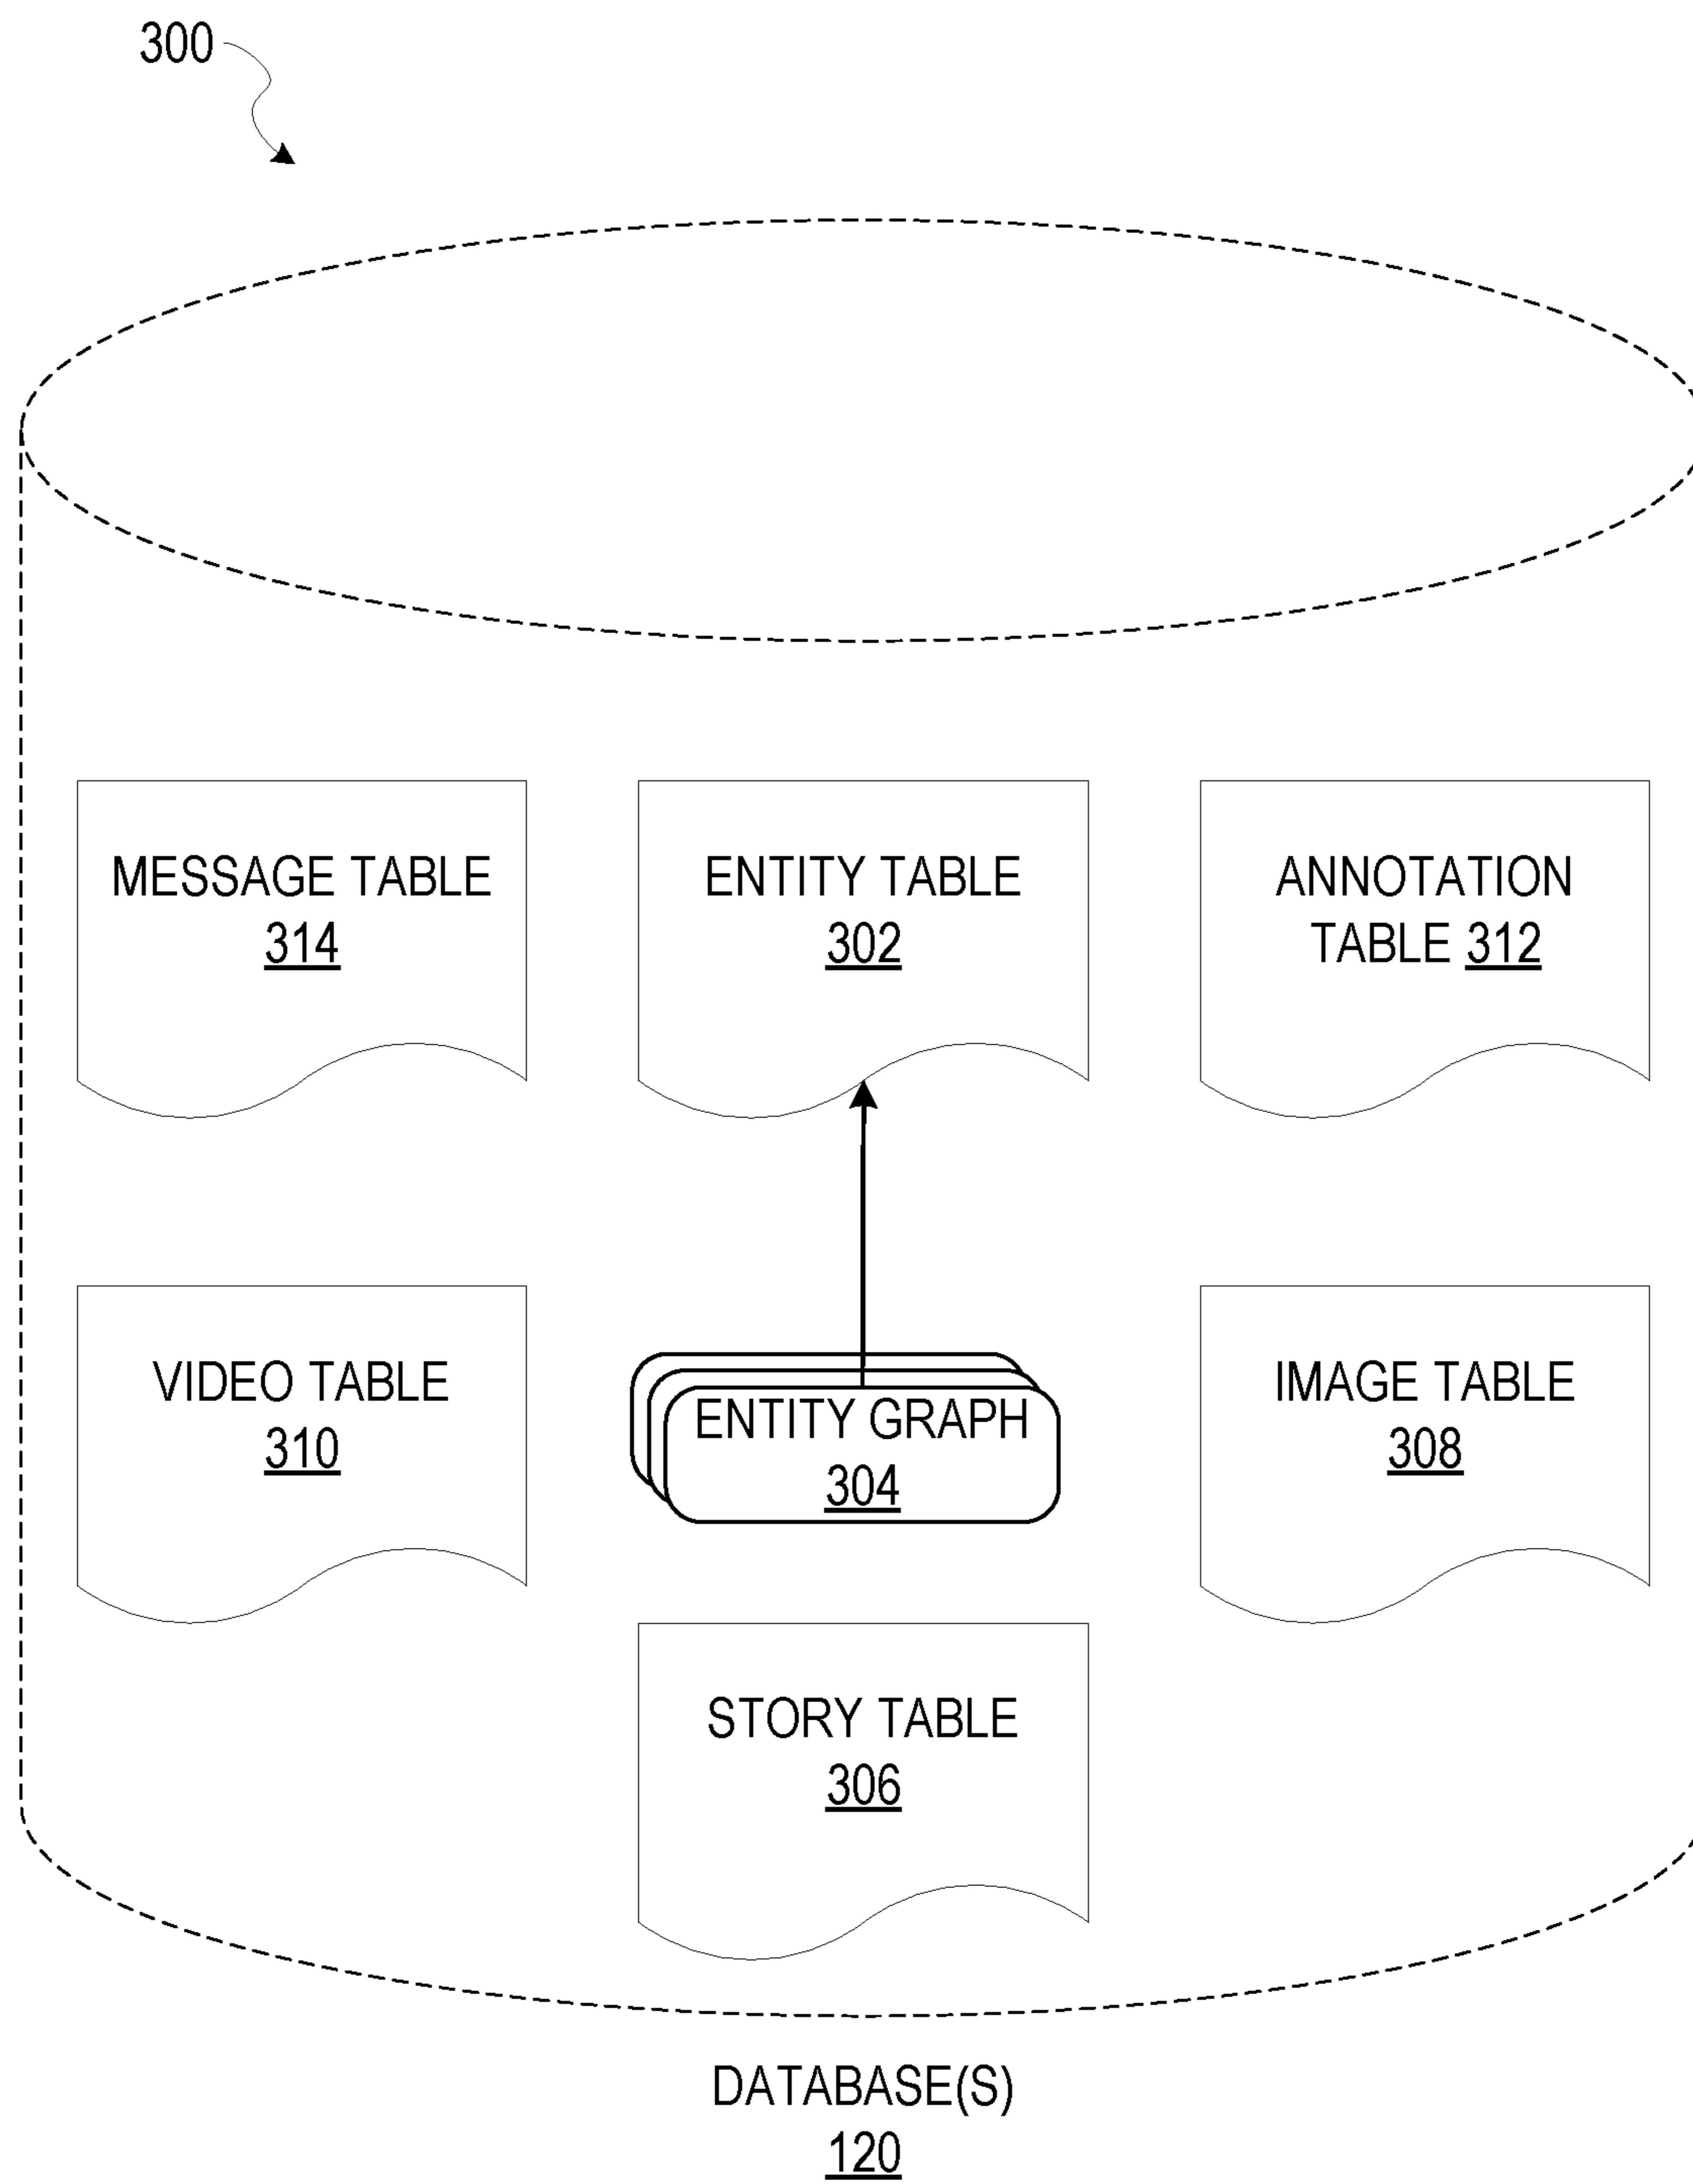 300
MESSAGE TABLE
314
ENTITY TABLE
302
ANNOTATION
TABLE 312
VIDEO TABLE
310
ENTITY GRAPH
304
IMAGE TABLE
308
STORY TABLE
306
DATABASE(S)
120